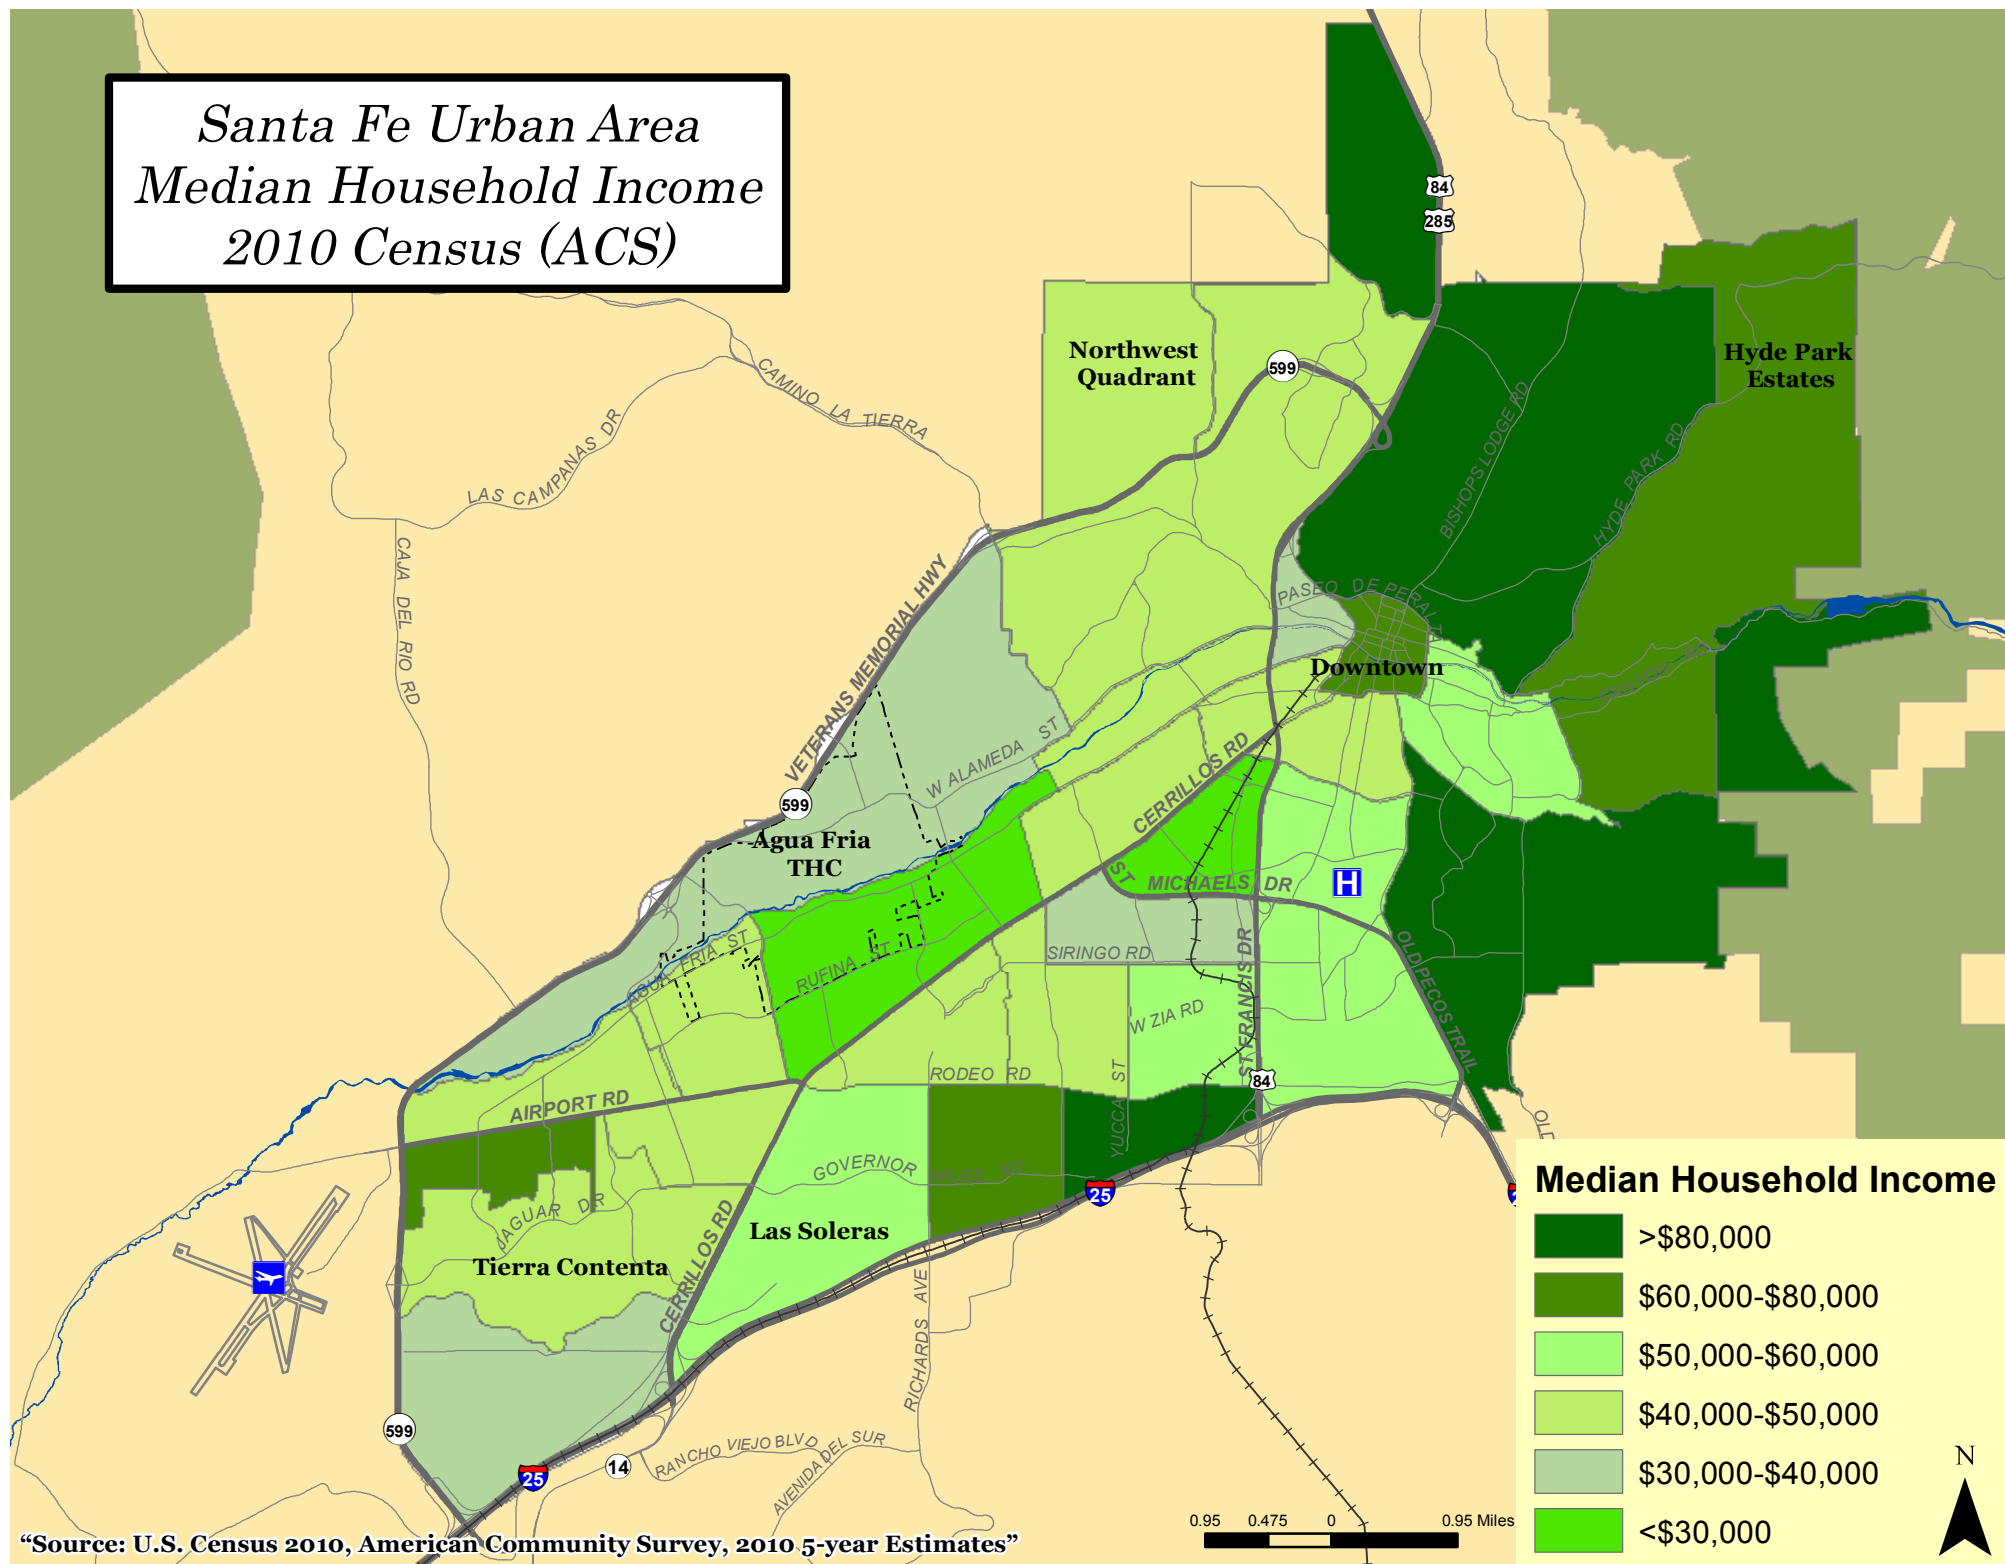 Santa Fe Urban Area
Median Household Income
2010 Census (ACS)
84
285
Northwest
Quadrant
599
Hyde Park
Estates
CAMINO LA TIERRA
LAS CAMPANAS DR
BISHOPS LODGE RD
HYDE PARK RD
CAJA DEL RIO RD
VETERANS MEMORIAL HWY
PASEO DE PERALTA
Downtown
CANYON RD
W ALAMEDA ST
CERRILLOS RD
599
Agua Fria
THC
ST MICHAELS DR
H
AGUA FRIA ST
RUFINA ST
SIRINGO RD
ST FRANCIS DR
OLD PECOS TRAIL
W ZIA RD
RODEO RD
YUCCA ST
84
AIRPORT RD
OLD
GOVERNOR MILES RD
25
JAGUAR DR
Las Soleras
Tierra Contenta
CERRILLOS RD
RICHARDS AVE
599
14
25
RANCHO VIEJO BLVD
AVENIDA DEL SUR
Median Household Income
>$80,000
$60,000-$80,000
$50,000-$60,000
$40,000-$50,000
$30,000-$40,000
<$30,000
N
0.95 0.475 0 0.95 Miles
“Source: U.S. Census 2010, American Community Survey, 2010 5-year Estimates”